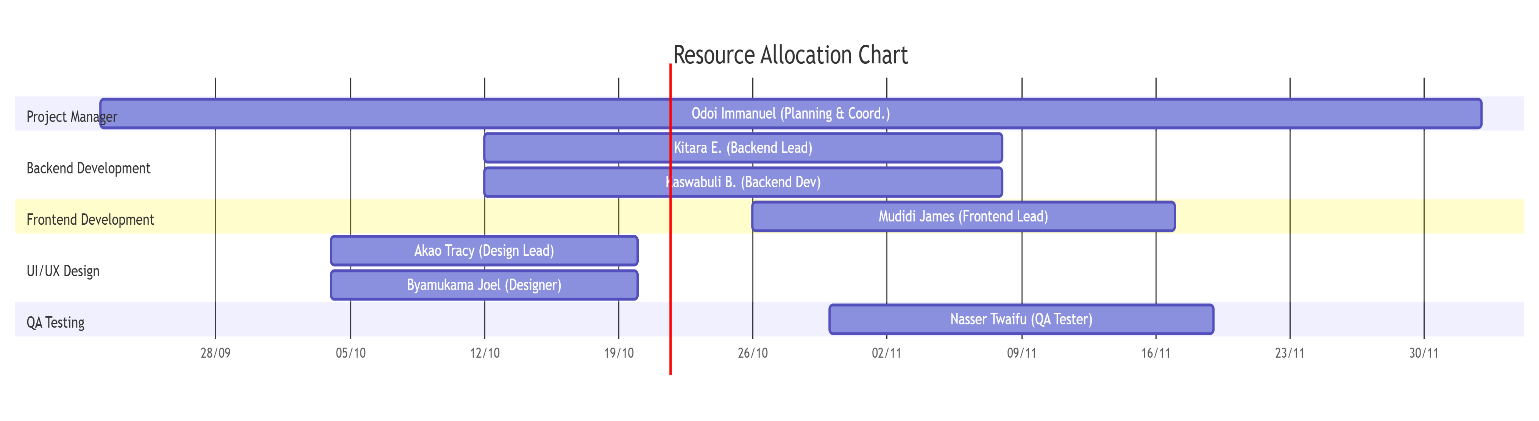 Resource Allocation Chart
Project Manager
Odoi Immanuel (Planning & Coord.)
Backend Development
Kitara E. (Backend Lead)
Kaswabuli B. (Backend Dev)
Frontend Development
Mudidi James (Frontend Lead)
UI/UX Design
Akao Tracy (Design Lead)
Byamukama Joel (Designer)
QA Testing
Nasser Twaifu (QA Tester)
28/09 05/10 12/10 19/10 26/10 02/11 09/11 16/11 23/11 30/11